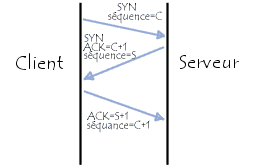 SYN
séquence=C
SYN
ACK=C+1
séquence=S
Client
Serveur
ACK=S+1
séquance=C+1